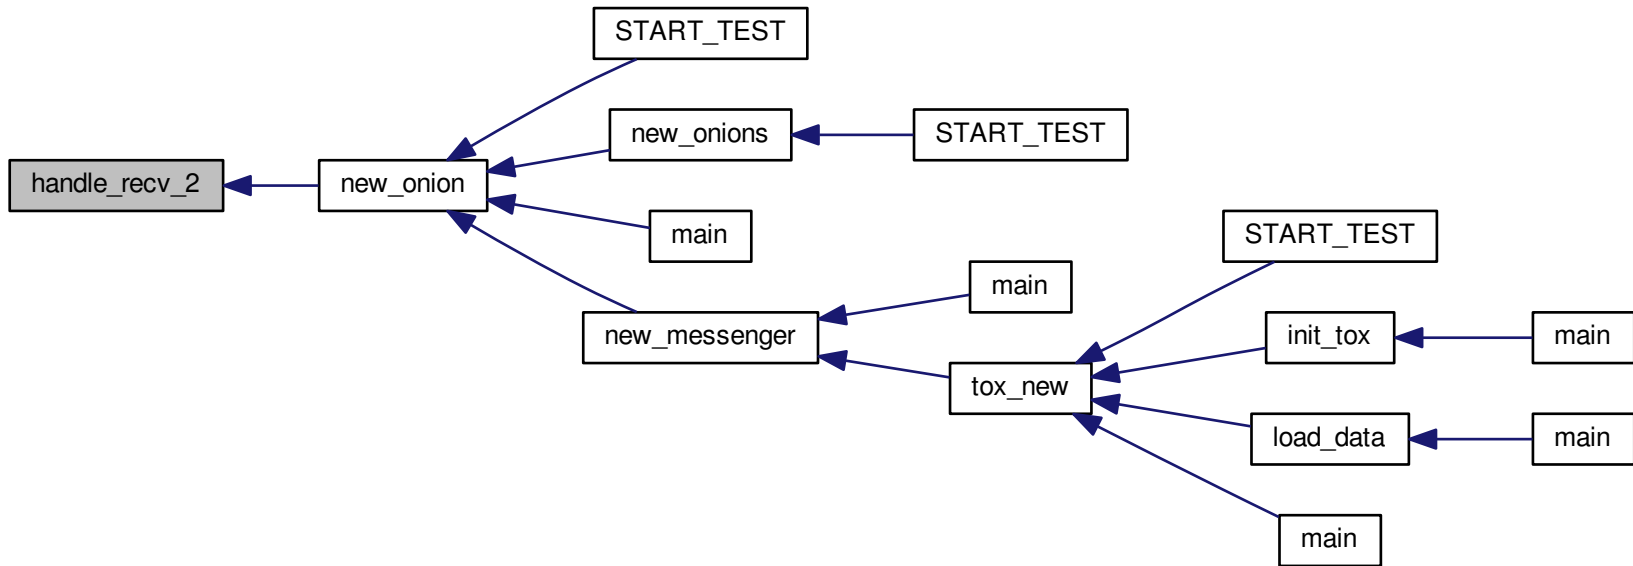 START_TEST
new_onions
START_TEST
handle_recv_2
new_onion
main
START_TEST
main
new_messenger
init_tox
main
tox_new
load_data
main
main